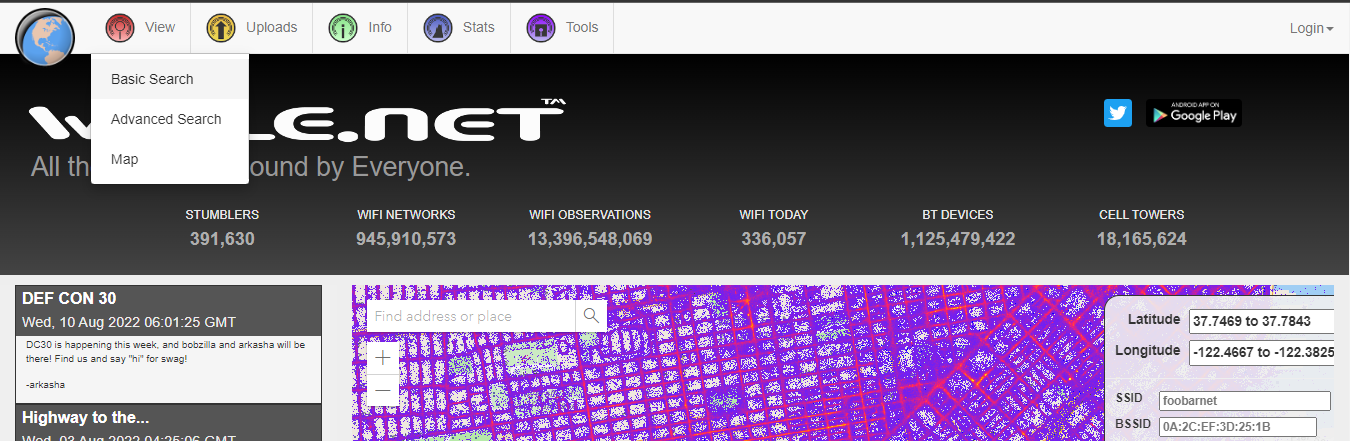 View Uploads Info Stats Tools Login
Basic Search
Advanced Search
Map
W LE.NET™
All th ound by Everyone.
ANDROID APP ON
Google Play
STUMBLERS WIFI NETWORKS WIFI OBSERVATIONS WIFI TODAY BT DEVICES CELL TOWERS
391,630 945,910,573 13,396,548,069 336,057 1,125,479,422 18,165,624
DEF CON 30
Wed, 10 Aug 2022 06:01:25 GMT
DC30 is happening this week, and bobzilla and arkasha will be
there! Find us and say "hi" for swag!
-arkasha
Highway to the...
Wed, 03 Aug 2022 04:25:06 GMT
Find address or place
+
−
Latitude 37.7469 to 37.7843
Longitude -122.4667 to -122.3825
SSID foobarnet
BSSID 0A:2C:EF:3D:25:1B